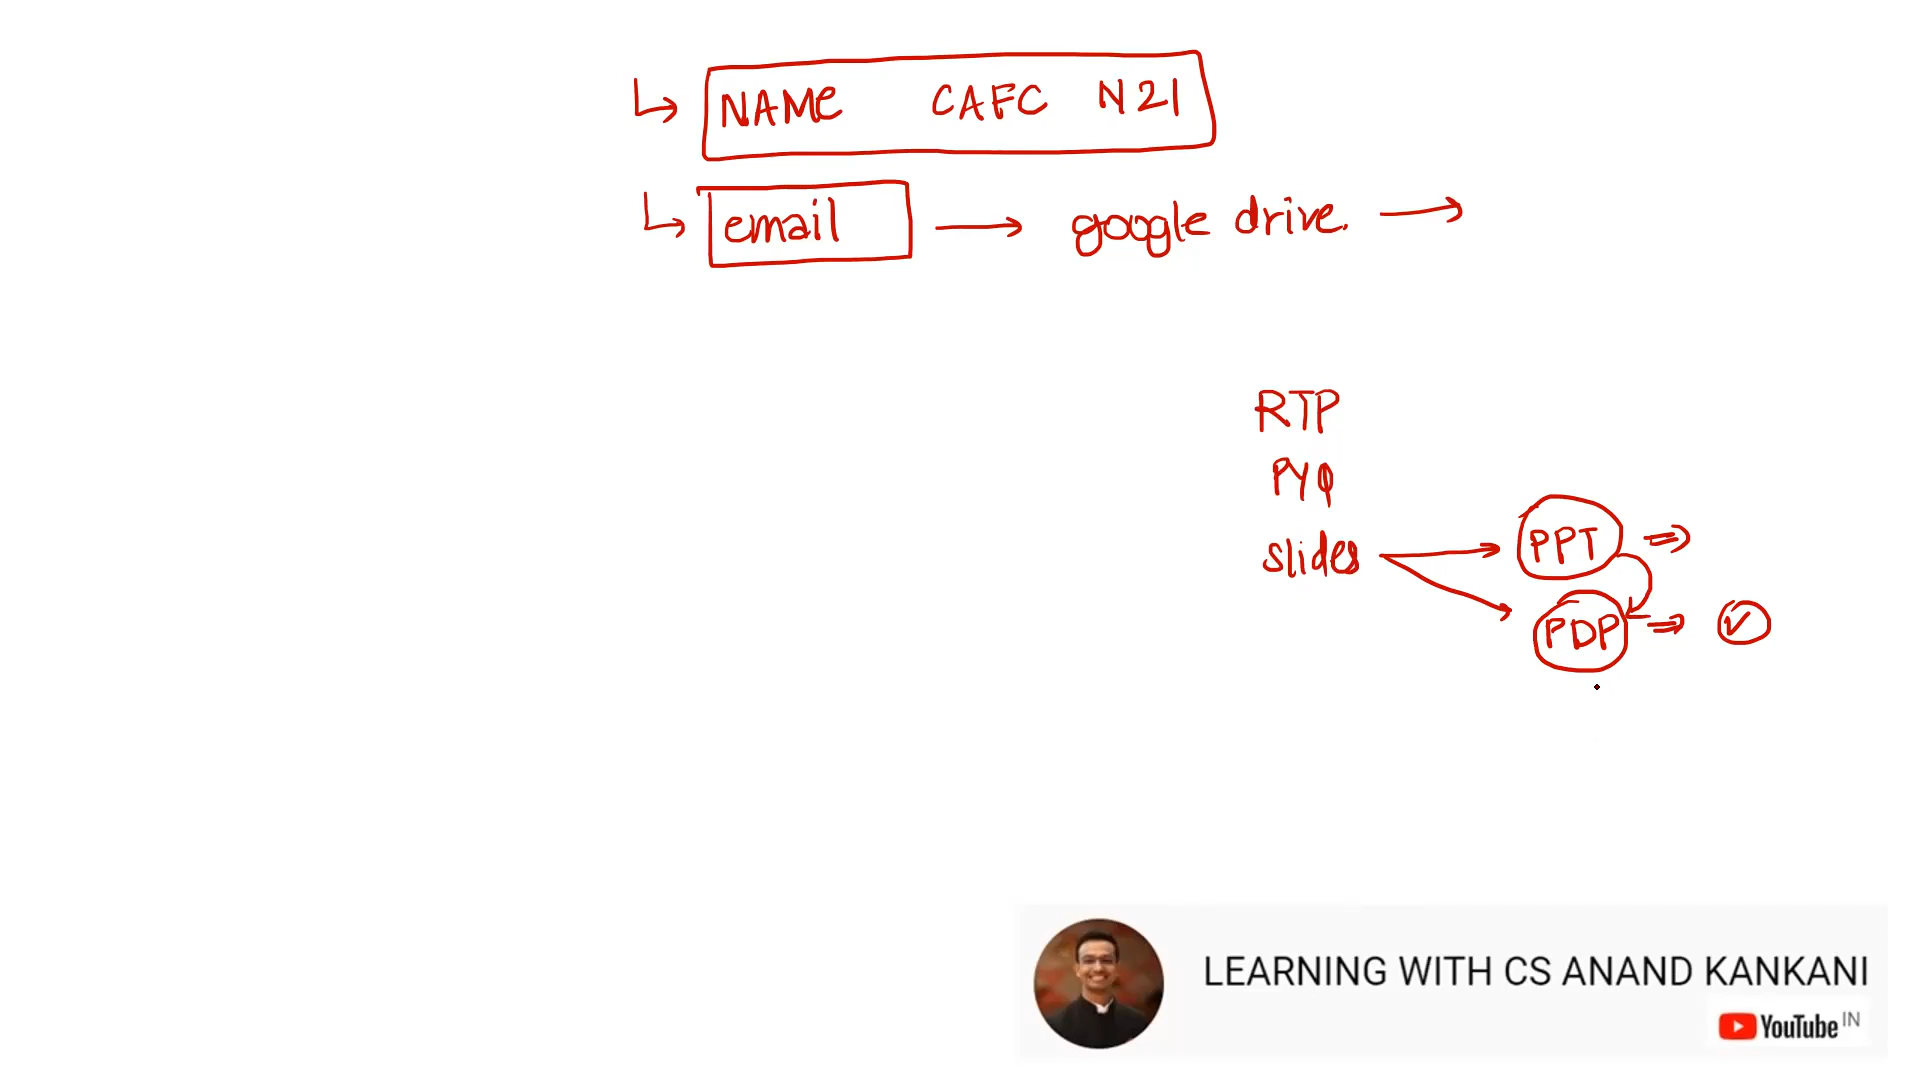 NAME CAFC N21
email → google drive. →
RTP
PYQ
slides → PPT ⇒
PDP ⇒ ✓
LEARNING WITH CS ANAND KANKANI
YouTube IN